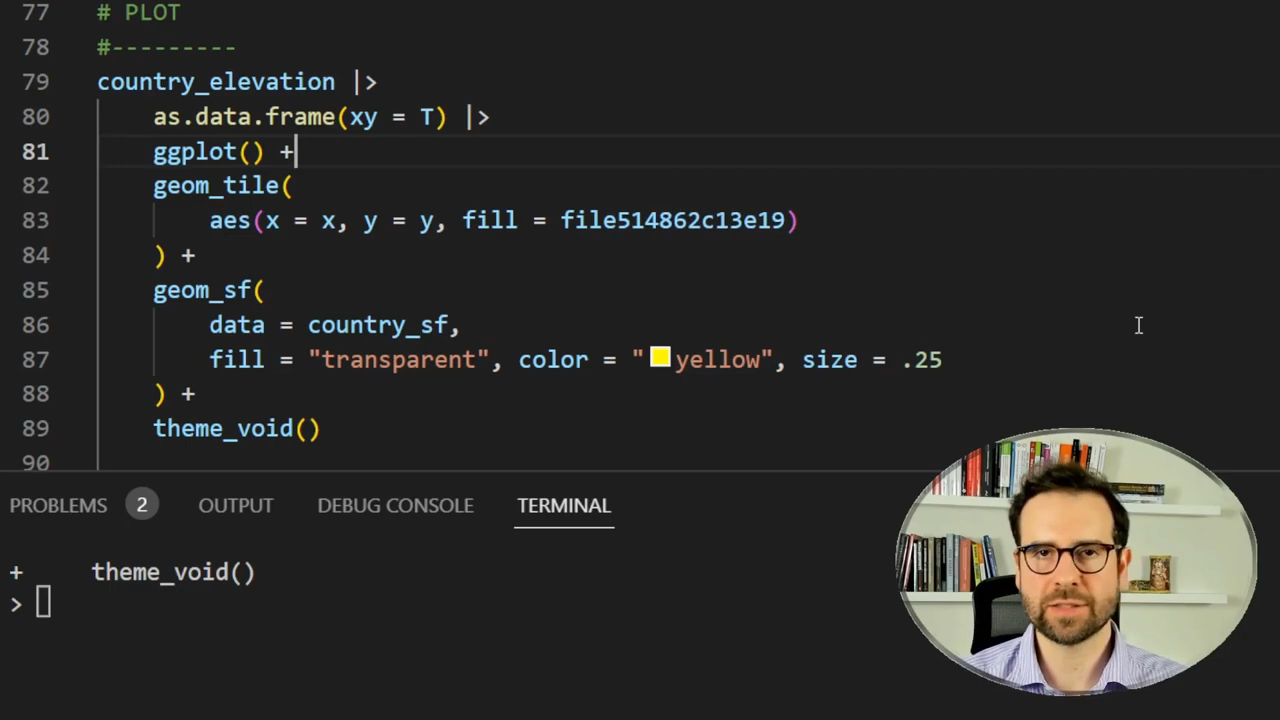 77 # PLOT
78 #---------
79 country_elevation |>
80 as.data.frame(xy = T) |>
81 ggplot() +
82 geom_tile(
83 aes(x = x, y = y, fill = file514862c13e19)
84 ) +
85 geom_sf(
86 data = country_sf,
87 fill = "transparent", color = "yellow", size = .25
88 ) +
89 theme_void()
90
PROBLEMS 2 OUTPUT DEBUG CONSOLE TERMINAL
+ theme_void()
>